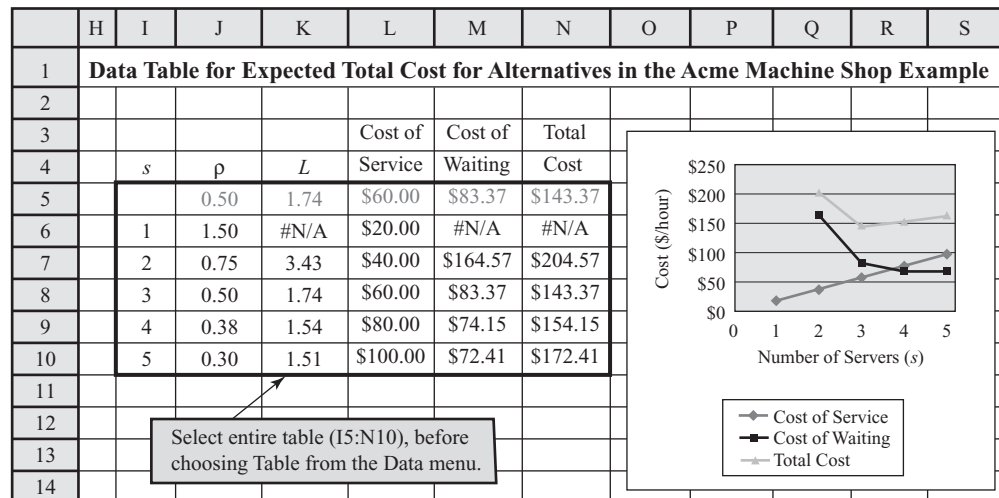 H I J K L M N O P Q R S
1 Data Table for Expected Total Cost for Alternatives in the Acme Machine Shop Example
2
3 Cost of Cost of Total
4 s ρ L Service Waiting Cost
5 0.50 1.74 $60.00 $83.37 $143.37
6 1 1.50 #N/A $20.00 #N/A #N/A
7 2 0.75 3.43 $40.00 $164.57 $204.57
8 3 0.50 1.74 $60.00 $83.37 $143.37
9 4 0.38 1.54 $80.00 $74.15 $154.15
10 5 0.30 1.51 $100.00 $72.41 $172.41
11
12
13
14
Select entire table (I5:N10), before
choosing Table from the Data menu.
Cost ($/hour)
$250
$200
$150
$100
$50
$0
0 1 2 3 4 5
Number of Servers (s)
Cost of Service
Cost of Waiting
Total Cost